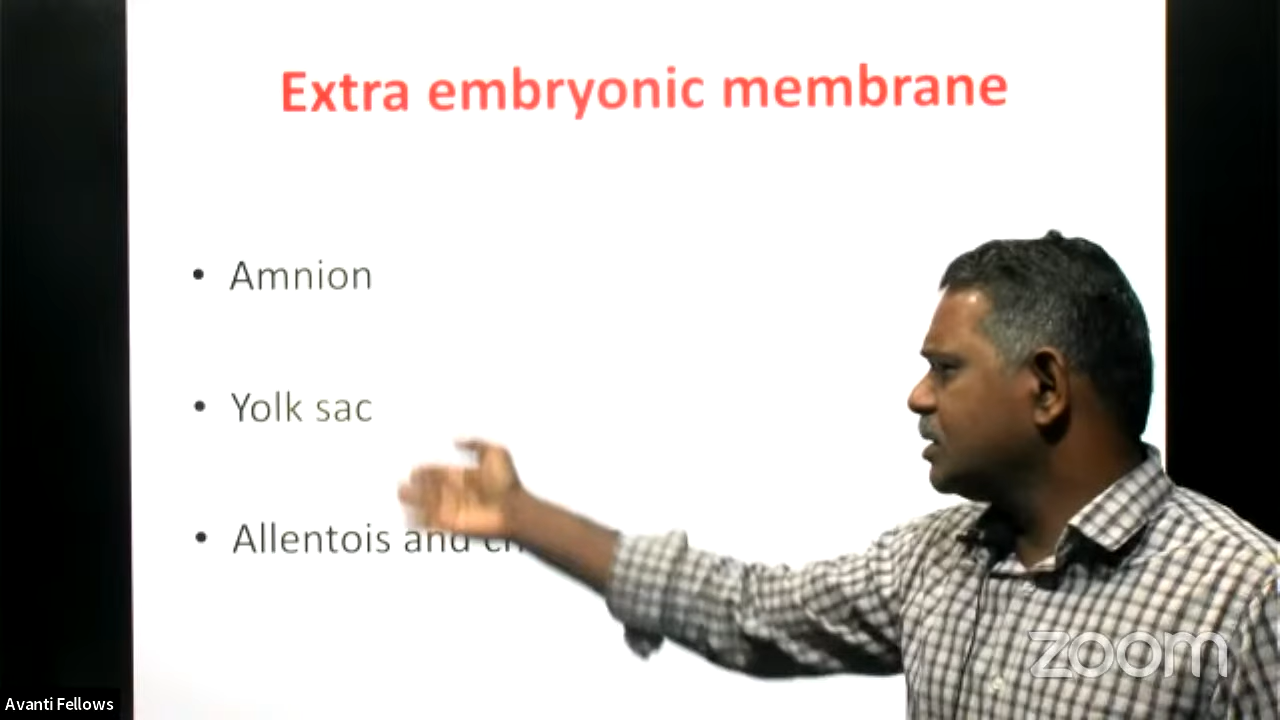 Extra embryonic membrane
• Amnion
• Yolk sac
• Allentois and
zoom
Avanti Fellows